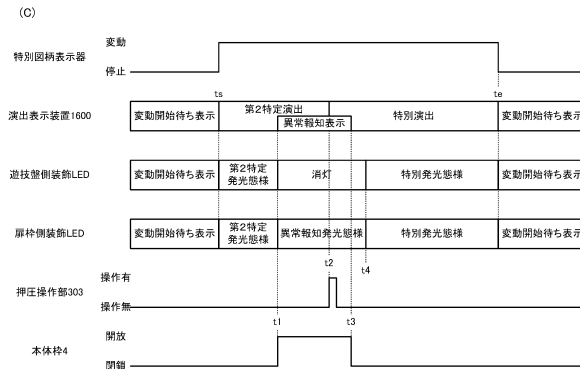 (C)
変動
特別図柄表示器
停止
ts
te
第2特定演出
演出表示装置1600
変動開始待ち表示
異常報知表示
特別演出
変動開始待ち表示
遊技盤側装飾LED
変動開始待ち表示
第2特定
発光態様
消灯
特別発光態様
変動開始待ち表示
扉枠側装飾LED
変動開始待ち表示
第2特定
発光態様
異常報知発光態様
特別発光態様
変動開始待ち表示
t2
t4
操作有
押圧操作部303
操作無
t1
t3
開放
本体枠4
閉鎖